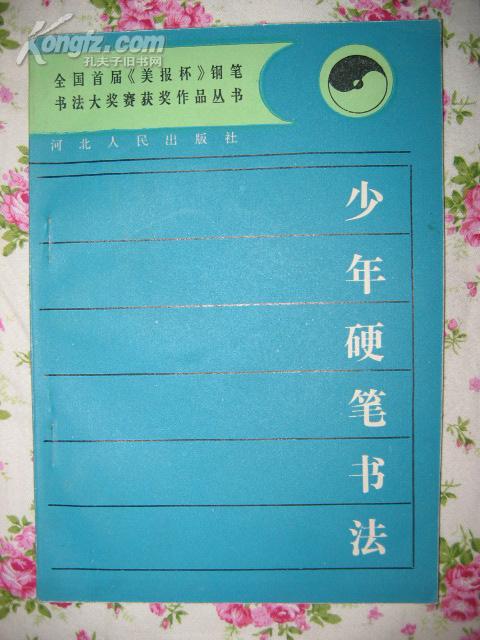 Kongfz.com
孔夫子旧书网
全国首届《美报杯》钢笔
书法大奖赛获奖作品丛书
河北人民出版社
少年硬笔书法